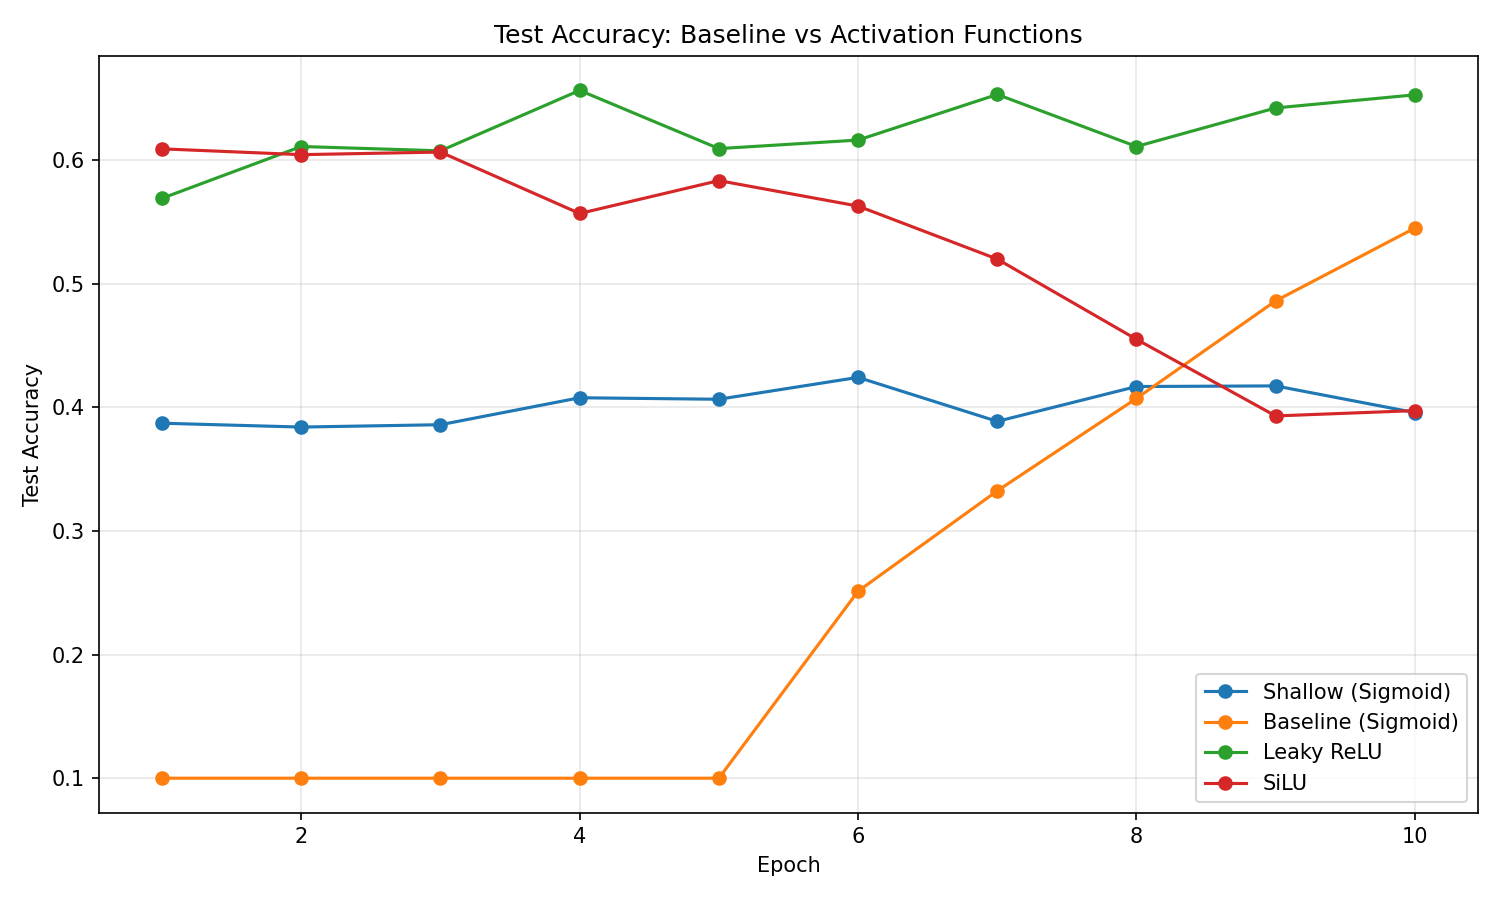 Test Accuracy: Baseline vs Activation Functions
Test Accuracy
0.6
0.5
0.4
0.3
0.2
0.1
2 4 6 8 10
Epoch
Shallow (Sigmoid)
Baseline (Sigmoid)
Leaky ReLU
SiLU